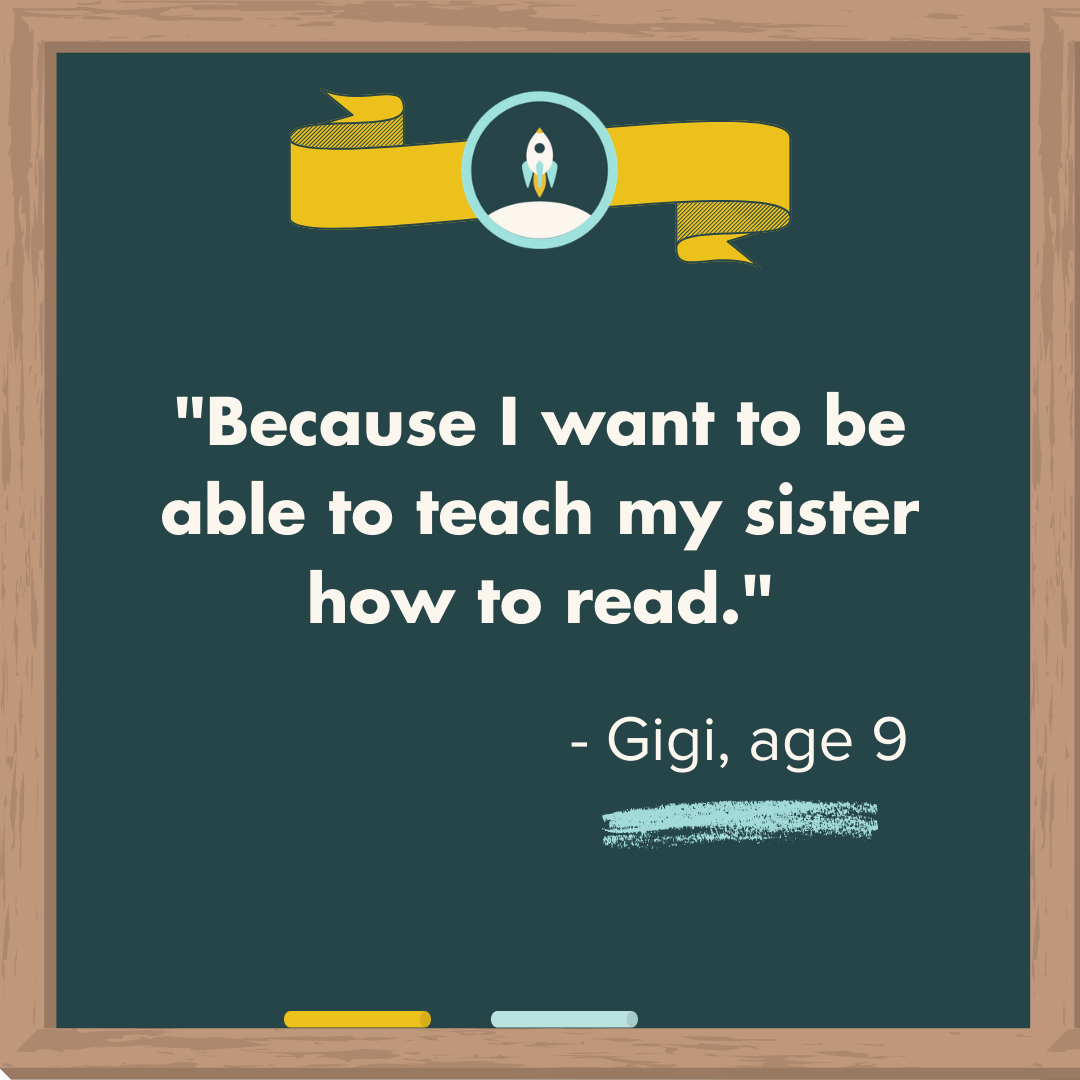 "Because I want to be
able to teach my sister
how to read."
- Gigi, age 9